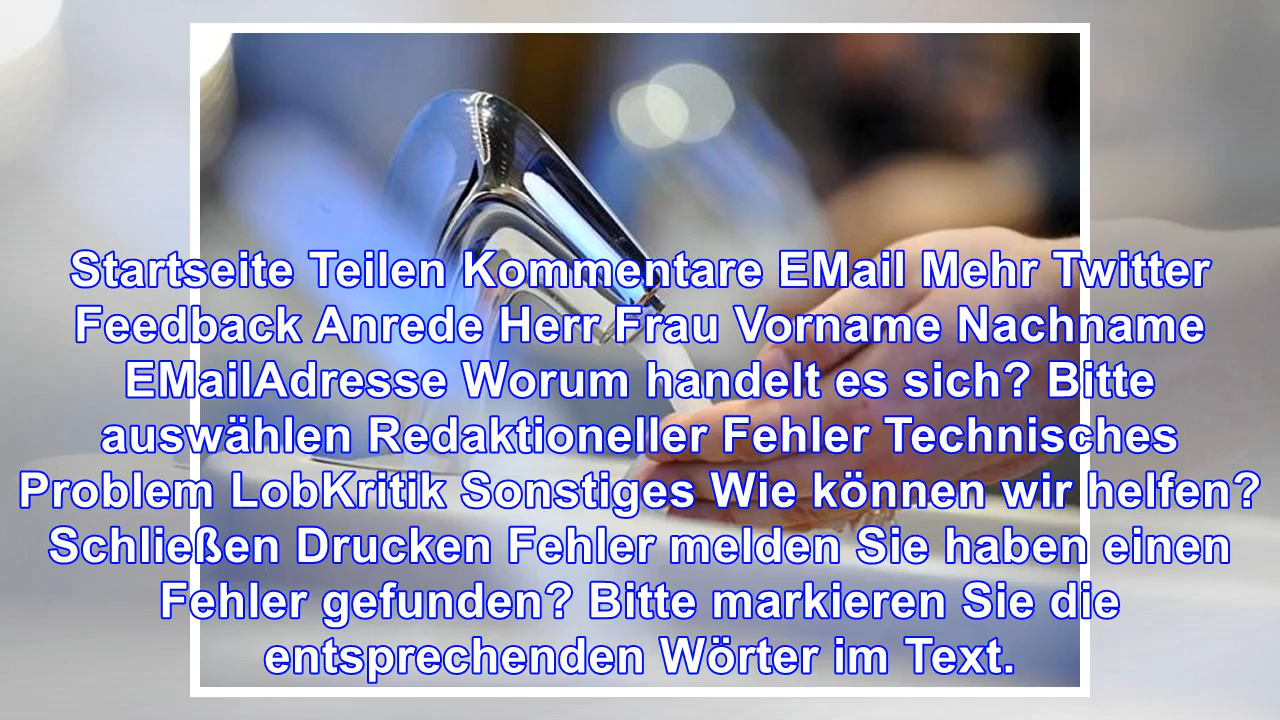 Startseite Teilen Kommentare EMail Mehr Twitter
Feedback Anrede Herr Frau Vorname Nachname
EMailAdresse Worum handelt es sich? Bitte
auswählen Redaktioneller Fehler Technisches
Problem LobKritik Sonstiges Wie können wir helfen?
Schließen Drucken Fehler melden Sie haben einen
Fehler gefunden? Bitte markieren Sie die
entsprechenden Wörter im Text.